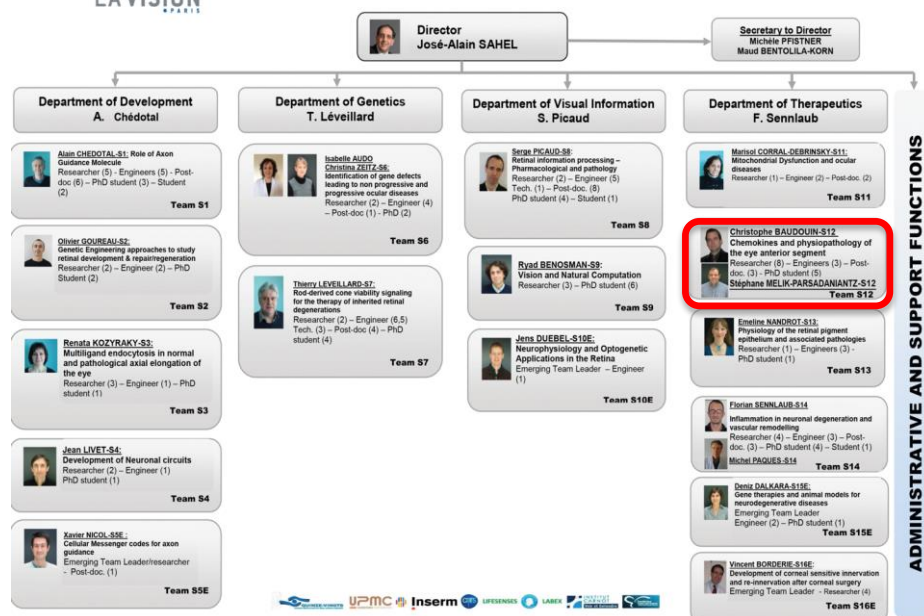 LA VISION
PARIS
Director
José-Alain SAHEL
Secretary to Director
Michèle PFISTNER
Maud BENTOLILA-KORN
Department of Development
A. Chédotal
Alain CHEDOTAL-S1: Role of Axon
Guidance Molecule
Researchers (5) - Engineers (5) - Post-
doc (6) – PhD student (3) – Student
(2)
Team S1
Olivier GOUREAU-S2:
Genetic Engineering approaches to study
retinal development & repair/regeneration
Researcher (2) – Engineer (2) – PhD
Student (2)
Team S2
Renata KOZYRAKY-S3:
Multiligand endocytosis in normal
and pathological axial elongation of
the eye
Researcher (3) – Engineer (1) – PhD
student (1)
Team S3
Jean LIVET-S4:
Development of Neuronal circuits
Researcher (2) – Engineer (1)
PhD student (1)
Team S4
Xavier NICOL-S5E :
Cellular Messenger codes for axon
guidance
Emerging Team Leader/researcher
- Post-doc. (1)
Team S5E
Department of Genetics
T. Léveillard
Isabelle AUDO
Christina ZEITZ-S6:
Identification of gene defects
leading to non progressive and
progressive ocular diseases
Researcher (2) – Engineer (4)
– Post-doc (1) - PhD (2)
Team S6
Thierry LEVEILLARD-S7:
Rod-derived cone viability signaling
for the therapy of inherited retinal
degenerations
Researcher (2) – Engineer (6,5)
Tech. (3) – Post-doc (4) – PhD
student (4)
Team S7
Department of Visual Information
S. Picaud
Serge PICAUD-S8:
Retinal information processing –
Pharmacological and pathology
Researcher (2) – Engineer (5)
Tech. (1) – Post-doc. (8)
PhD student (4) – Student (1)
Team S8
Ryad BENOSMAN-S9:
Vision and Natural Computation
Researcher (3) – PhD student (6)
Team S9
Jens DUEBEL-S10E:
Neurophysiology and Optogenetic
Applications in the Retina
Emerging Team Leader – Engineer
(1)
Team S10E
Department of Therapeutics
F. Sennlaub
Marisol CORRAL-DEBRINSKY-S11:
Mitochondrial Dysfunction and ocular
diseases
Researcher (1) – Engineer (2) – Post-doc. (2)
Team S11
Christophe BAUDOUIN-S12
Chemokines and physiopathology of
the eye anterior segment
Researcher (8) - Engineers (3) – Post-
doc. (3) - PhD student (5)
Stéphane MELIK-PARSADANIANTZ-S12
Team S12
Emeline NANDROT-S13:
Physiology of the retinal pigment
epithelium and associated pathologies
Researcher (1) – Engineers (3) -
PhD student (1)
Team S13
Florian SENNLAUB-S14
Inflammation in neuronal degeneration and
vascular remodelling
Researcher (4) – Engineer (3) – Post-
doc. (3) – PhD student (4) – Student (1)
Michel PAQUES-S14
Team S14
Deniz DALKARA-S15E:
Gene therapies and animal models for
neurodegenerative diseases
Emerging Team Leader
Engineer (2) – PhD student (1)
Team S15E
Vincent BORDERIE-S16E:
Development of corneal sensitive innervation
and re-innervation after corneal surgery
Emerging Team Leader - Researcher (4)
Team S16E
ADMINISTRATIVE AND SUPPORT FUNCTIONS
UPMC Inserm CNRS LIFESENSES LABEX INSTITUT CARNOT